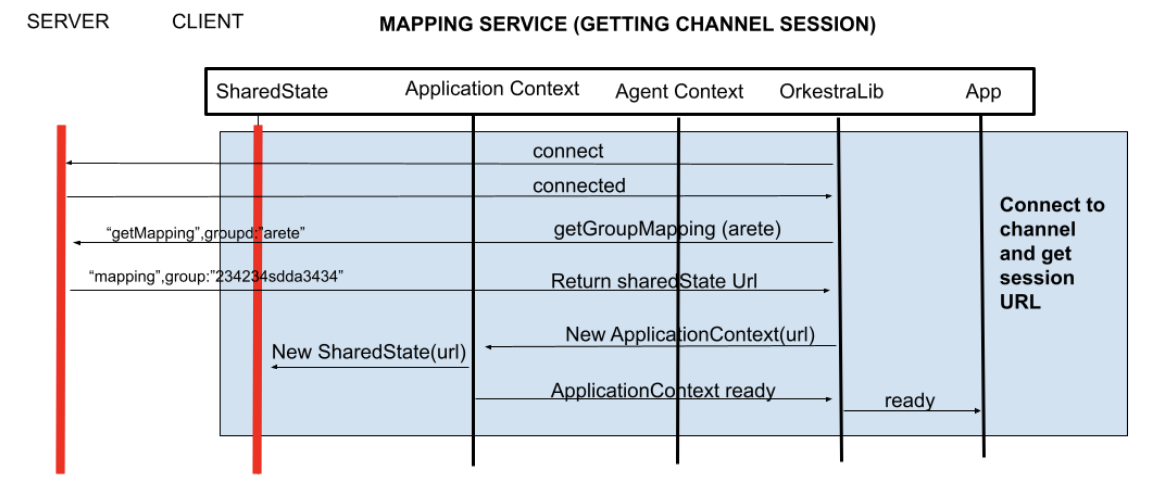 SERVER
CLIENT
MAPPING SERVICE (GETTING CHANNEL SESSION)
SharedState
Application Context
Agent Context
OrkestraLib
App
connect
connected
“getMapping”,groupd:”arete”
getGroupMapping (arete)
“mapping”,group:”234234sdda3434”
Return sharedState Url
New ApplicationContext(url)
New SharedState(url)
ApplicationContext ready
ready
Connect to
channel
and get
session
URL